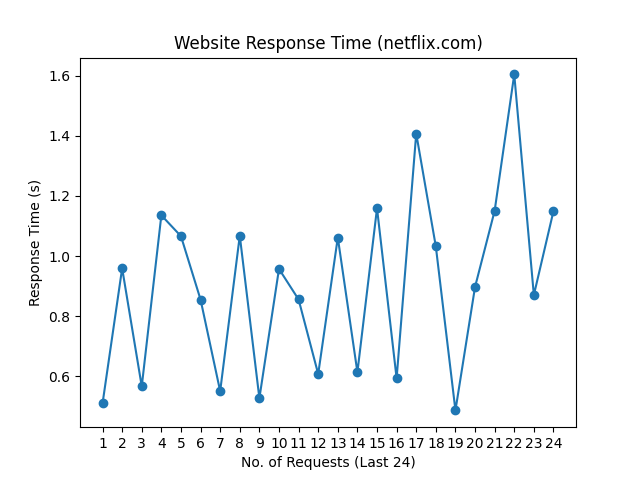 Website Response Time (netflix.com)
Response Time (s)
1.6
1.4
1.2
1.0
0.8
0.6
1 2 3 4 5 6 7 8 9 10 11 12 13 14 15 16 17 18 19 20 21 22 23 24
No. of Requests (Last 24)